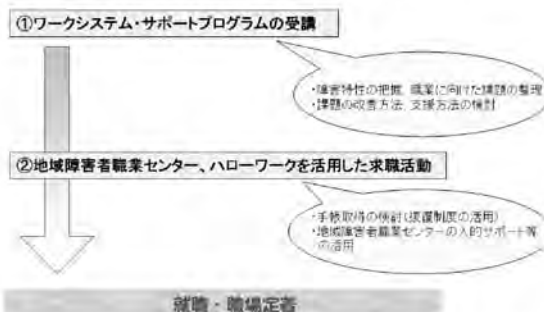 ①ワークシステム・サポートプログラムの受講
・障害特性の把握、職業に向けた課題の整理
・課題の改善方法、支援方法の検討
②地域障害者職業センター、ハローワークを活用した求職活動
・手帳取得の検討(援護制度の活用)
・地域障害者職業センターの人的サポート等
の活用
就職・職場定着